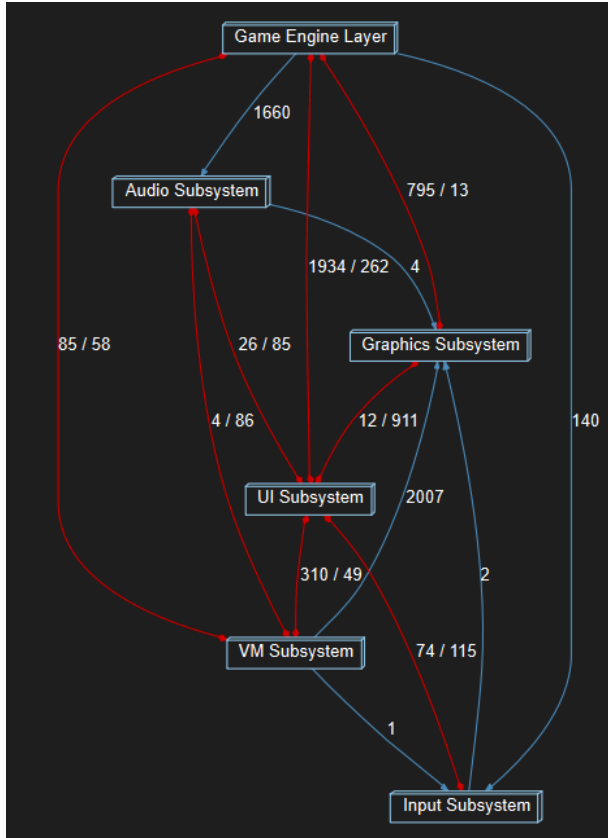 Game Engine Layer
1660
Audio Subsystem
795 / 13
1934 / 262
4
85 / 58
26 / 85
Graphics Subsystem
4 / 86
12 / 911
140
UI Subsystem
2007
310 / 49
2
VM Subsystem
74 / 115
1
Input Subsystem